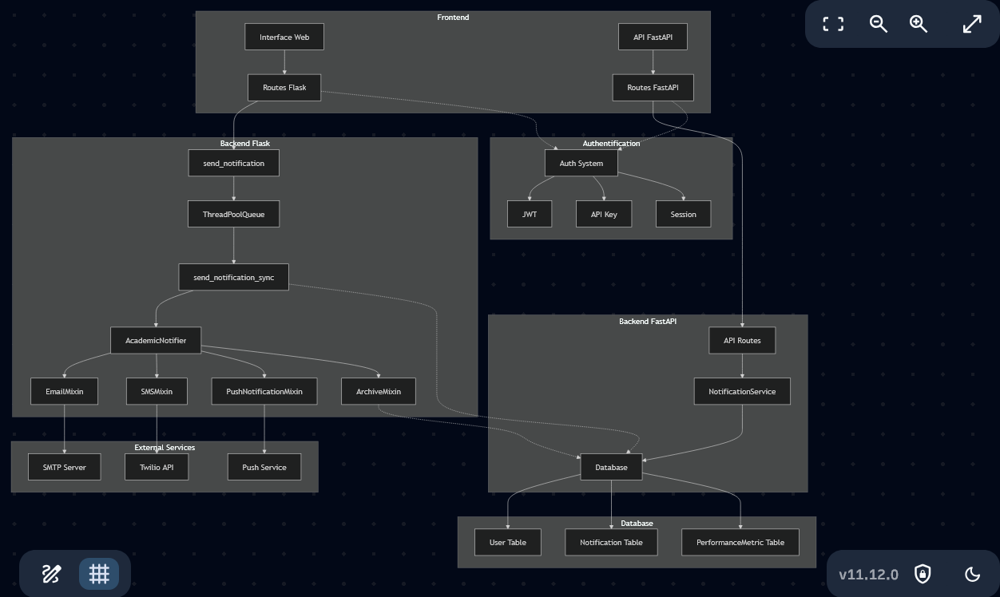 Frontend
Interface Web
API FastAPI
Routes Flask
Routes FastAPI
Backend Flask
Authentification
send_notification
Auth System
ThreadPoolQueue
JWT
API Key
Session
send_notification_sync
Backend FastAPI
AcademicNotifier
API Routes
EmailMixin
SMSMixin
PushNotificationMixin
ArchiveMixin
NotificationService
External Services
SMTP Server
Twilio API
Push Service
Database
Database
User Table
Notification Table
PerformanceMetric Table
v11.12.0